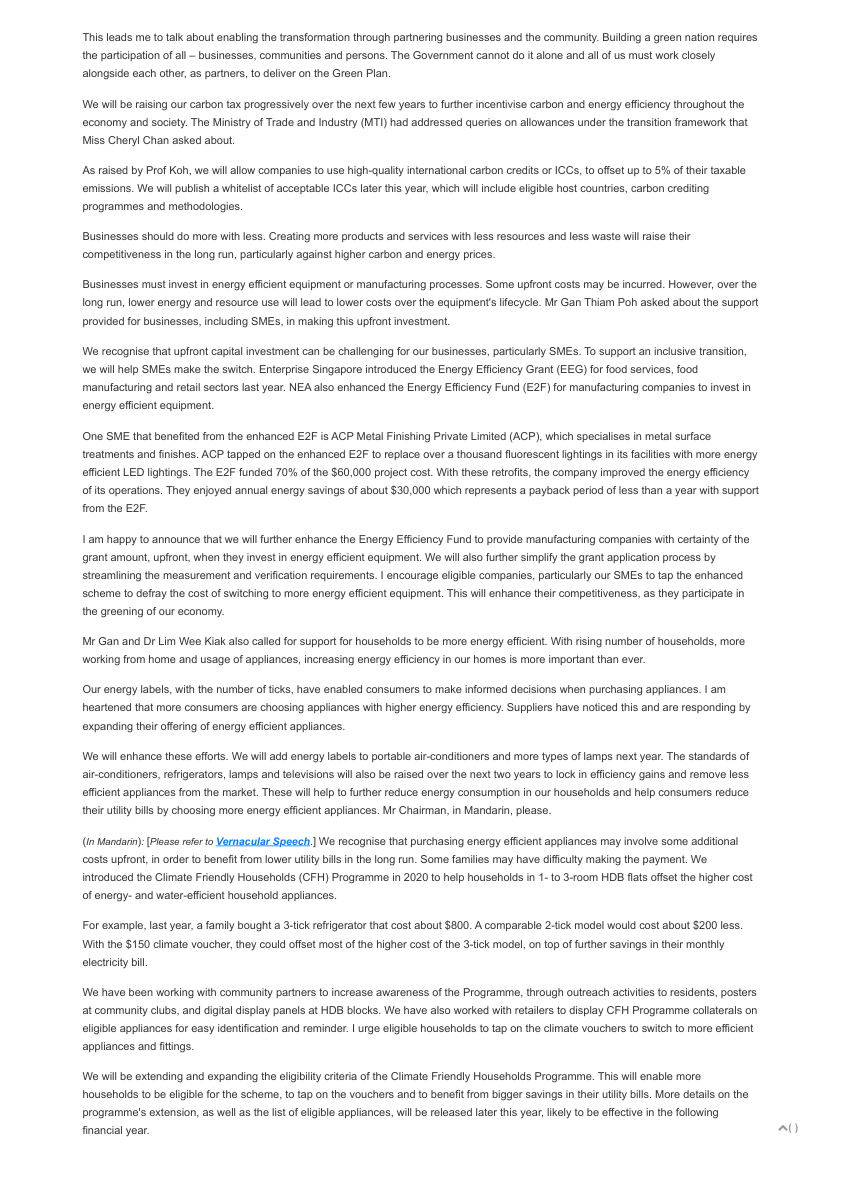 This leads me to talk about enabling the transformation through partnering businesses and the community. Building a green nation requires
the participation of all – businesses, communities and persons. The Government cannot do it alone and all of us must work closely
alongside each other, as partners, to deliver on the Green Plan.
We will be raising our carbon tax progressively over the next few years to further incentivise carbon and energy efficiency throughout the
economy and society. The Ministry of Trade and Industry (MTI) had addressed queries on allowances under the transition framework that
Miss Cheryl Chan asked about.
As raised by Prof Koh, we will allow companies to use high-quality international carbon credits or ICCs, to offset up to 5% of their taxable
emissions. We will publish a whitelist of acceptable ICCs later this year, which will include eligible host countries, carbon crediting
programmes and methodologies.
Businesses should do more with less. Creating more products and services with less resources and less waste will raise their
competitiveness in the long run, particularly against higher carbon and energy prices.
Businesses must invest in energy efficient equipment or manufacturing processes. Some upfront costs may be incurred. However, over the
long run, lower energy and resource use will lead to lower costs over the equipment's lifecycle. Mr Gan Thiam Poh asked about the support
provided for businesses, including SMEs, in making this upfront investment.
We recognise that upfront capital investment can be challenging for our businesses, particularly SMEs. To support an inclusive transition,
we will help SMEs make the switch. Enterprise Singapore introduced the Energy Efficiency Grant (EEG) for food services, food
manufacturing and retail sectors last year. NEA also enhanced the Energy Efficiency Fund (E2F) for manufacturing companies to invest in
energy efficient equipment.
One SME that benefited from the enhanced E2F is ACP Metal Finishing Private Limited (ACP), which specialises in metal surface
treatments and finishes. ACP tapped on the enhanced E2F to replace over a thousand fluorescent lightings in its facilities with more energy
efficient LED lightings. The E2F funded 70% of the $60,000 project cost. With these retrofits, the company improved the energy efficiency
of its operations. They enjoyed annual energy savings of about $30,000 which represents a payback period of less than a year with support
from the E2F.
I am happy to announce that we will further enhance the Energy Efficiency Fund to provide manufacturing companies with certainty of the
grant amount, upfront, when they invest in energy efficient equipment. We will also further simplify the grant application process by
streamlining the measurement and verification requirements. I encourage eligible companies, particularly our SMEs to tap the enhanced
scheme to defray the cost of switching to more energy efficient equipment. This will enhance their competitiveness, as they participate in
the greening of our economy.
Mr Gan and Dr Lim Wee Kiak also called for support for households to be more energy efficient. With rising number of households, more
working from home and usage of appliances, increasing energy efficiency in our homes is more important than ever.
Our energy labels, with the number of ticks, have enabled consumers to make informed decisions when purchasing appliances. I am
heartened that more consumers are choosing appliances with higher energy efficiency. Suppliers have noticed this and are responding by
expanding their offering of energy efficient appliances.
We will enhance these efforts. We will add energy labels to portable air-conditioners and more types of lamps next year. The standards of
air-conditioners, refrigerators, lamps and televisions will also be raised over the next two years to lock in efficiency gains and remove less
efficient appliances from the market. These will help to further reduce energy consumption in our households and help consumers reduce
their utility bills by choosing more energy efficient appliances. Mr Chairman, in Mandarin, please.
(In Mandarin): [Please refer to Vernacular Speech.] We recognise that purchasing energy efficient appliances may involve some additional
costs upfront, in order to benefit from lower utility bills in the long run. Some families may have difficulty making the payment. We
introduced the Climate Friendly Households (CFH) Programme in 2020 to help households in 1- to 3-room HDB flats offset the higher cost
of energy- and water-efficient household appliances.
For example, last year, a family bought a 3-tick refrigerator that cost about $800. A comparable 2-tick model would cost about $200 less.
With the $150 climate voucher, they could offset most of the higher cost of the 3-tick model, on top of further savings in their monthly
electricity bill.
We have been working with community partners to increase awareness of the Programme, through outreach activities to residents, posters
at community clubs, and digital display panels at HDB blocks. We have also worked with retailers to display CFH Programme collaterals on
eligible appliances for easy identification and reminder. I urge eligible households to tap on the climate vouchers to switch to more efficient
appliances and fittings.
We will be extending and expanding the eligibility criteria of the Climate Friendly Households Programme. This will enable more
households to be eligible for the scheme, to tap on the vouchers and to benefit from bigger savings in their utility bills. More details on the
programme's extension, as well as the list of eligible appliances, will be released later this year, likely to be effective in the following
financial year.
( )